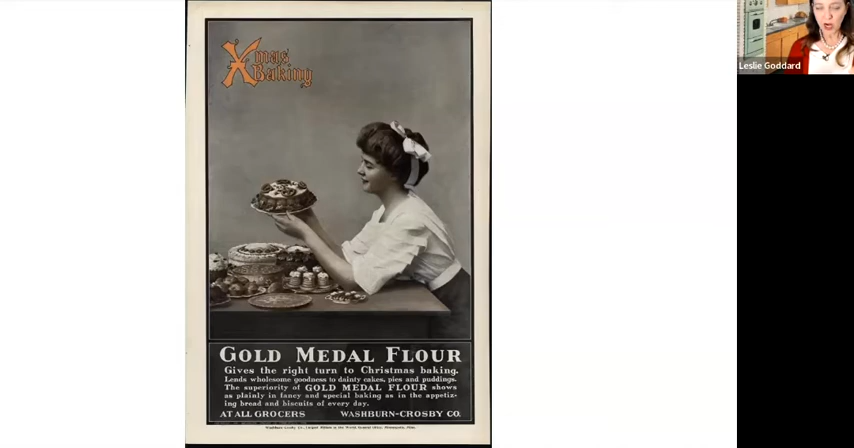 Xmas
Baking
Leslie Goddard
GOLD MEDAL FLOUR
Gives the right turn to Christmas baking.
Lends wholesome goodness to dainty cakes, pies and puddings.
The superiority of GOLD MEDAL FLOUR shows
as plainly in fancy and special baking as in the appetiz-
ing bread and biscuits of every day.
AT ALL GROCERS WASHBURN-CROSBY CO.